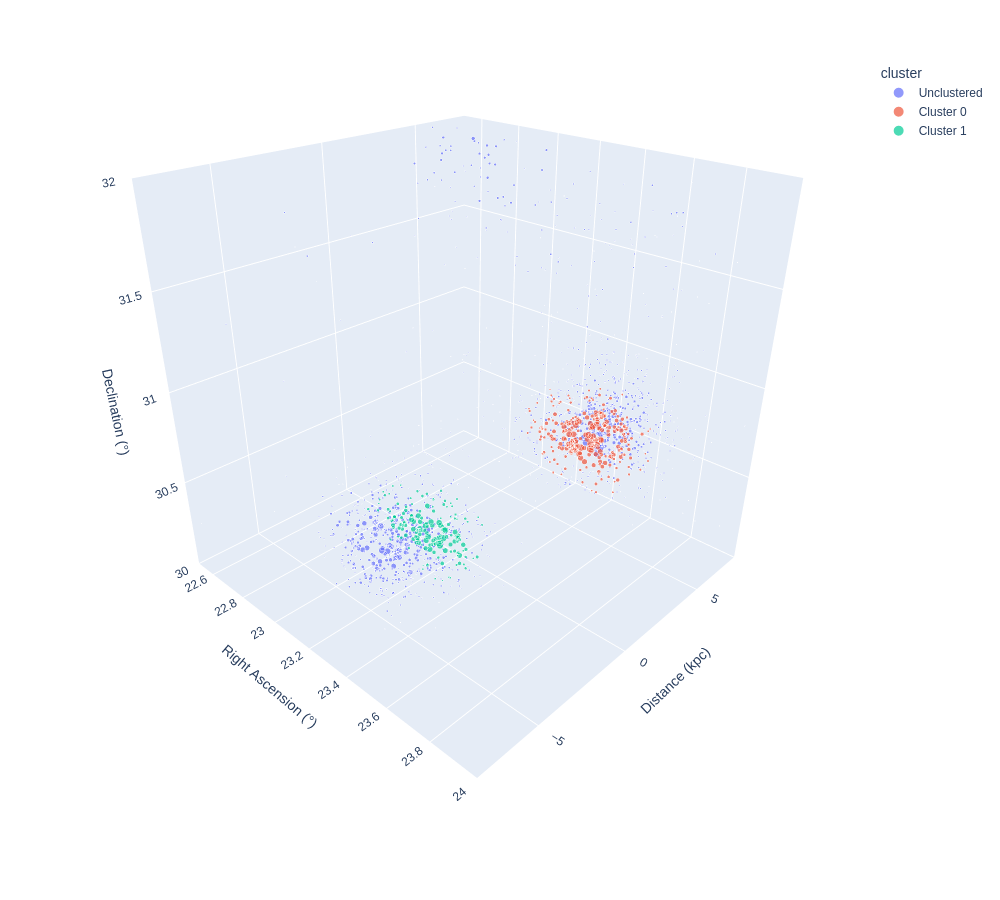 cluster
Unclustered
Cluster 0
Cluster 1
32
31.5
31
30.5
30
Declination (°)
22.6
22.8
23
23.2
23.4
23.6
23.8
24
Right Ascension (°)
5
0
−5
Distance (kpc)